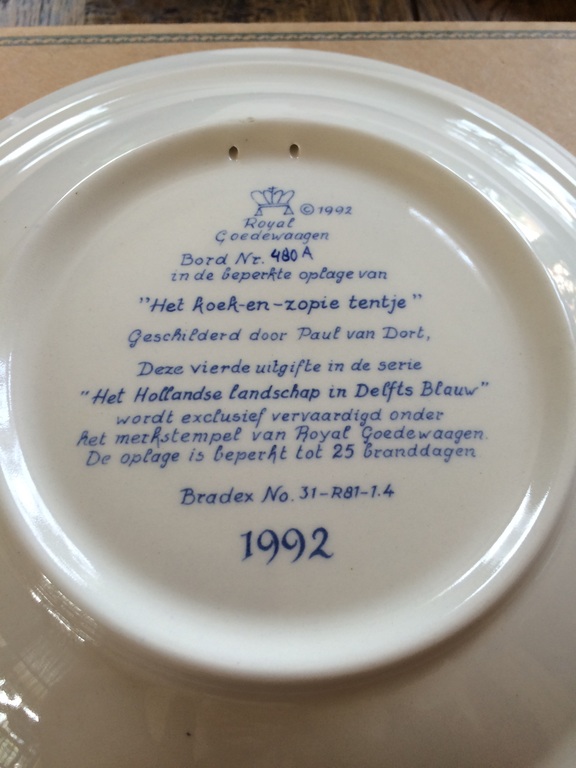 © 1992
Royal
Goedewaagen
Bord Nr. 480 A
in de beperkte oplage van
"Het koek-en-zopie tentje"
Geschilderd door Paul van Dort,
Deze vierde uitgifte in de serie
"Het Hollandse landschap in Delfts Blauw"
wordt exclusief vervaardigd onder
het merkstempel van Royal Goedewaagen.
De oplage is beperkt tot 25 branddagen
Bradex No. 31-R81-1.4
1992